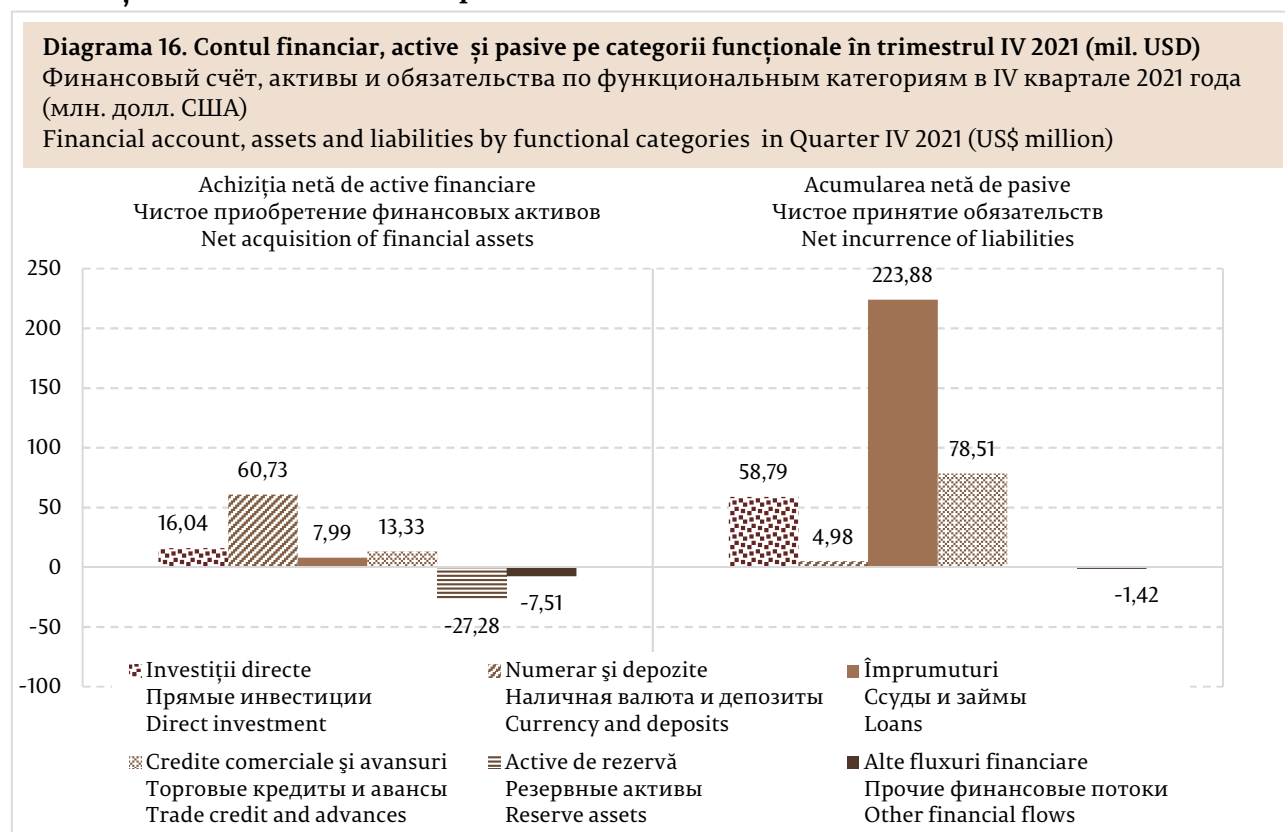 Diagrama 16. Contul financiar, active și pasive pe categorii funcționale în trimestrul IV 2021 (mil. USD)
Финансовый счёт, активы и обязательства по функциональным категориям в IV квартале 2021 года
(млн. долл. США)
Financial account, assets and liabilities by functional categories in Quarter IV 2021 (US$ million)
Achiziția netă de active financiare
Чистое приобретение финансовых активов
Net acquisition of financial assets
Acumularea netă de pasive
Чистое принятие обязательств
Net incurrence of liabilities
250
200
150
100
50
0
-50
-100
16,04
60,73
7,99
13,33
-27,28
-7,51
58,79
4,98
223,88
78,51
-1,42
Investiții directe
Прямые инвестиции
Direct investment
Numerar şi depozite
Наличная валюта и депозиты
Currency and deposits
Împrumuturi
Ссуды и займы
Loans
Credite comerciale şi avansuri
Торговые кредиты и авансы
Trade credit and advances
Active de rezervă
Резервные активы
Reserve assets
Alte fluxuri financiare
Прочие финансовые потоки
Other financial flows